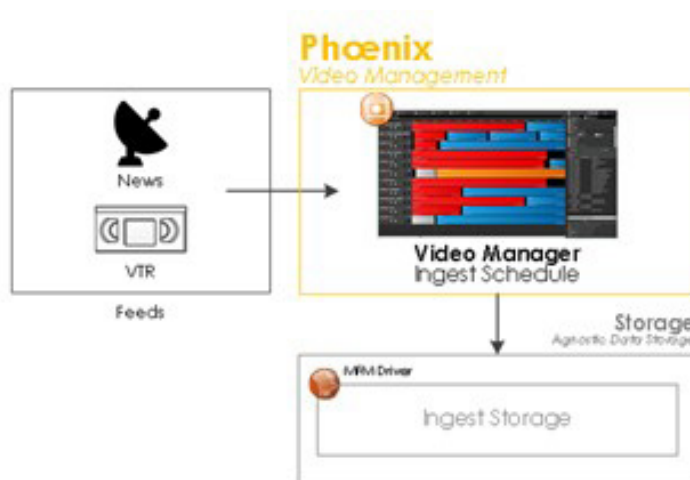 Phœnix
Video Management
News
VTR
Feeds
Video Manager
Ingest Schedule
Storage
Agnostic Data Storage
MRM Driver
Ingest Storage